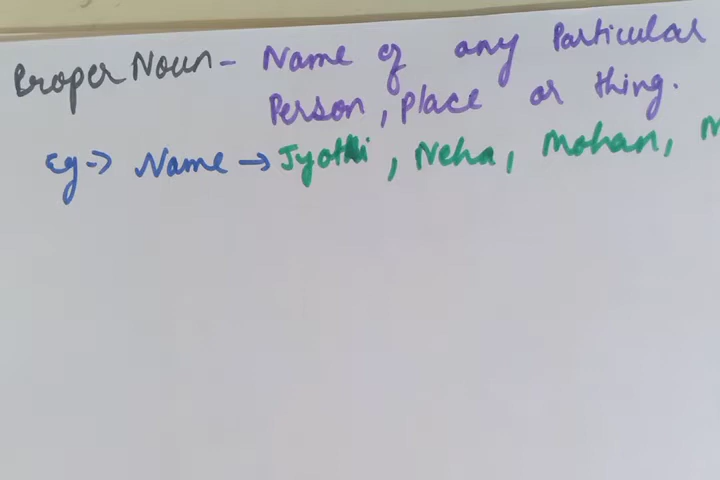 Proper Noun - Name of any Particular
Person, Place or thing.
Eg -> Name -> Jyothi, Neha, Mohan, M